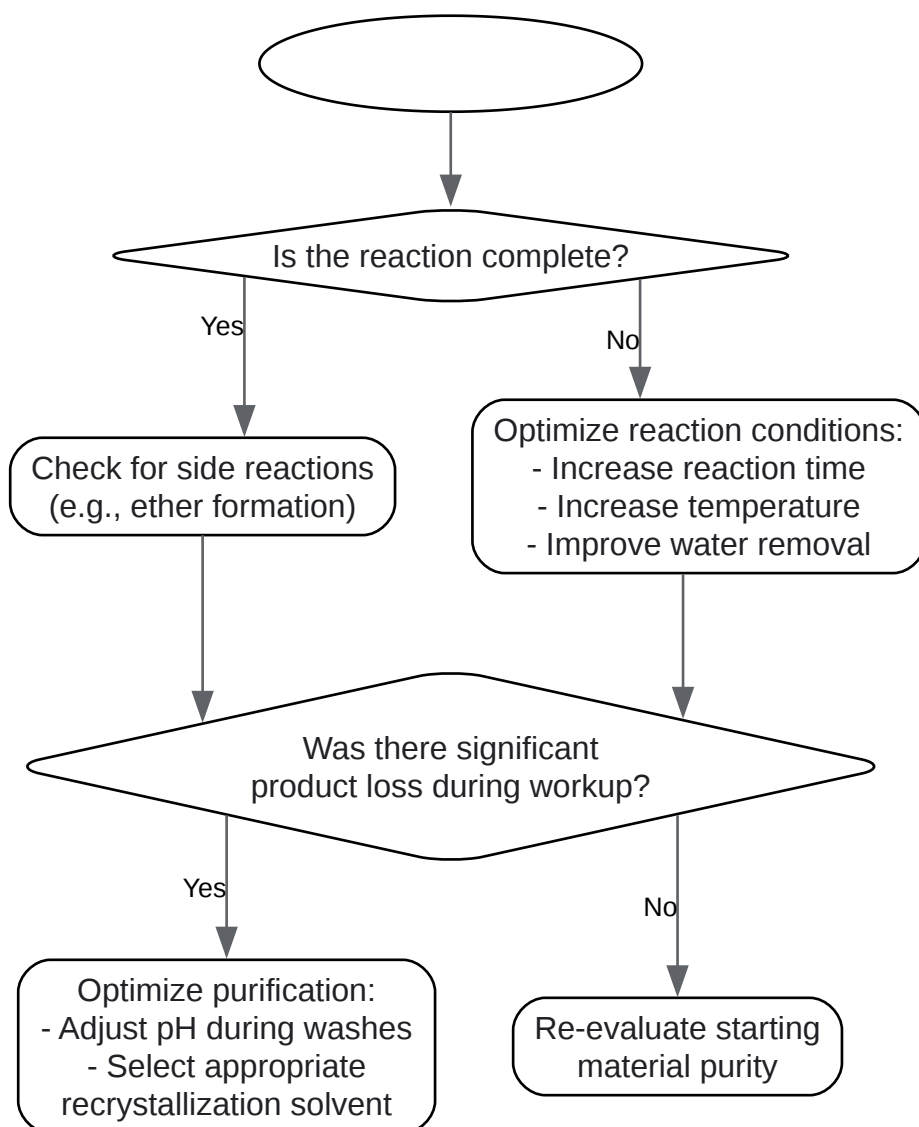 Is the reaction complete?
Yes
No
Check for side reactions
(e.g., ether formation)
Optimize reaction conditions:
- Increase reaction time
- Increase temperature
- Improve water removal
Was there significant
product loss during workup?
Yes
No
Optimize purification:
- Adjust pH during washes
- Select appropriate
recrystallization solvent
Re-evaluate starting
material purity